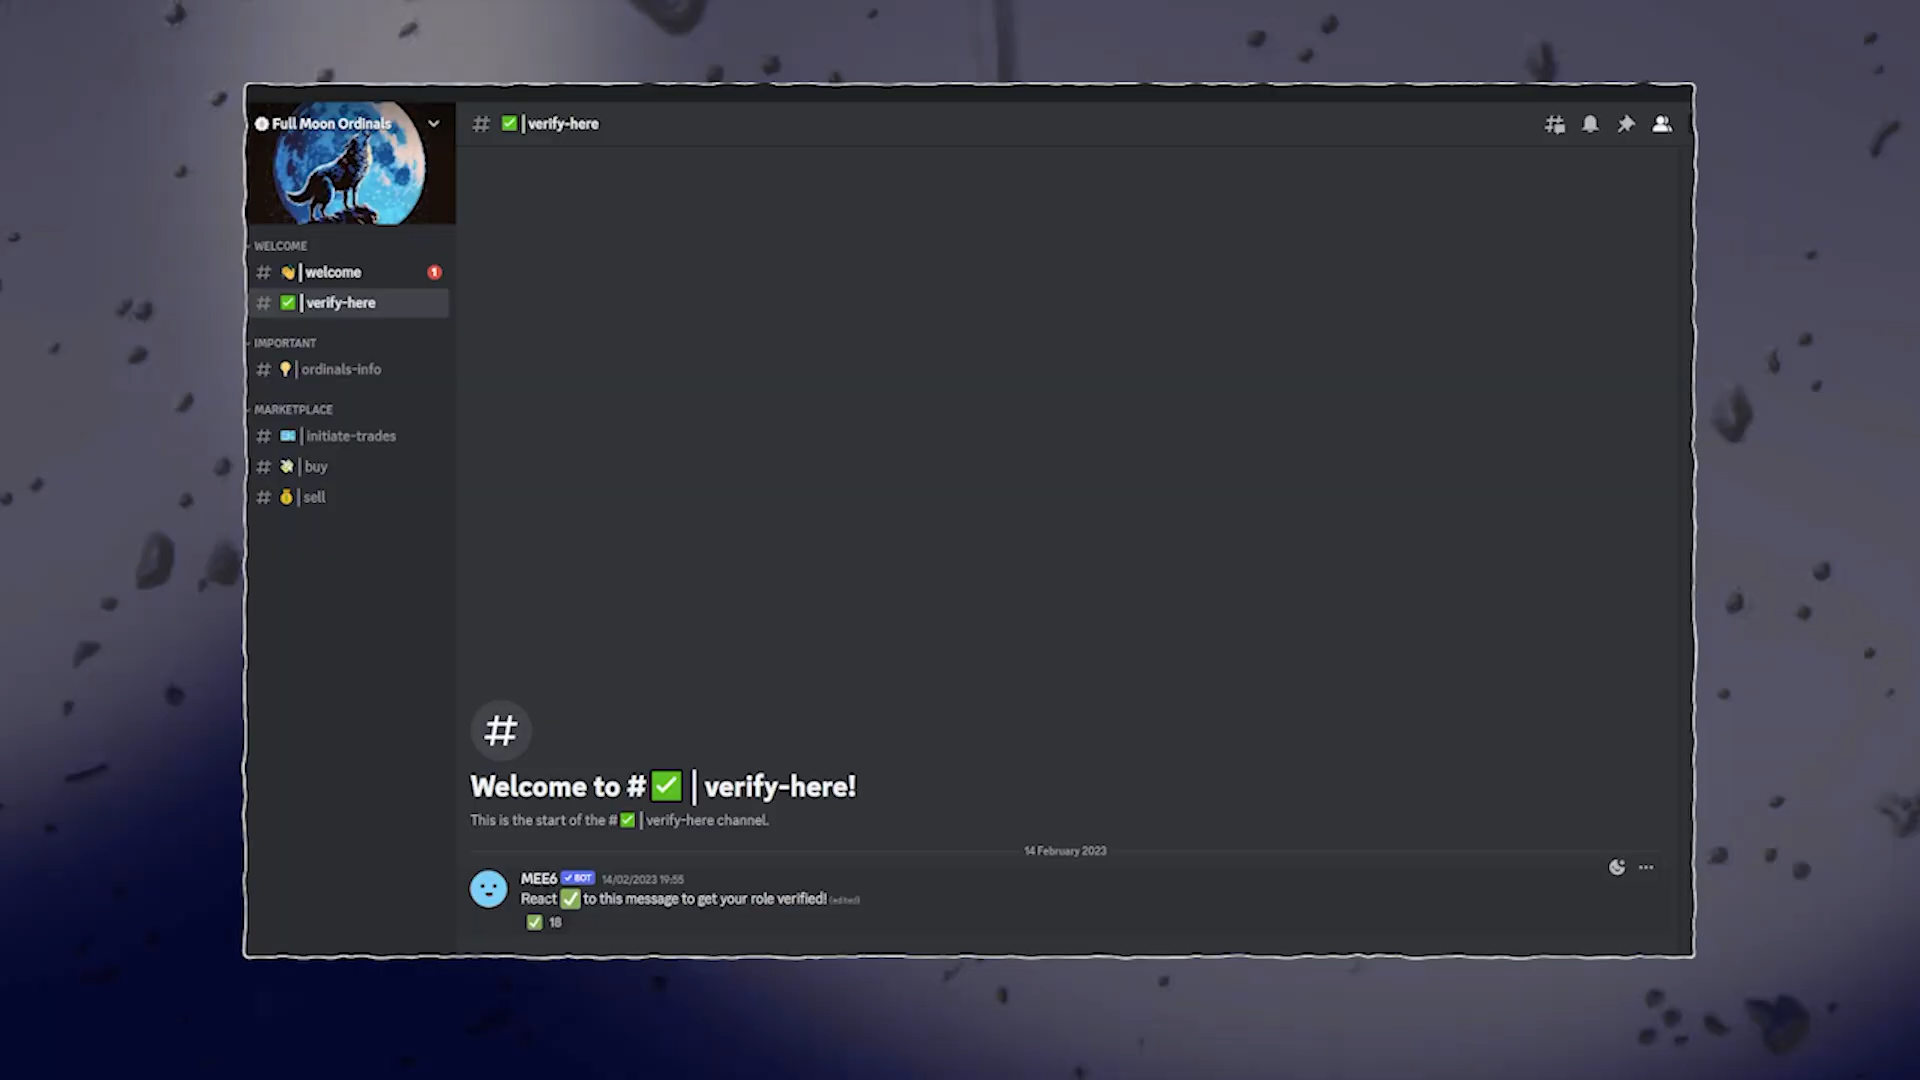 Full Moon Ordinals
WELCOME
# 👋 | welcome 1
# ✅ | verify-here
IMPORTANT
# 💡 | ordinals-info
MARKETPLACE
# | initiate-trades
# 💸 | buy
# 💰 | sell
# ✅ | verify-here
#
Welcome to #✅ | verify-here!
This is the start of the #✅ | verify-here channel.
14 February 2023
MEE6 ✓ BOT 14/02/2023 19:55
React ✅ to this message to get your role verified! (edited)
✅ 18